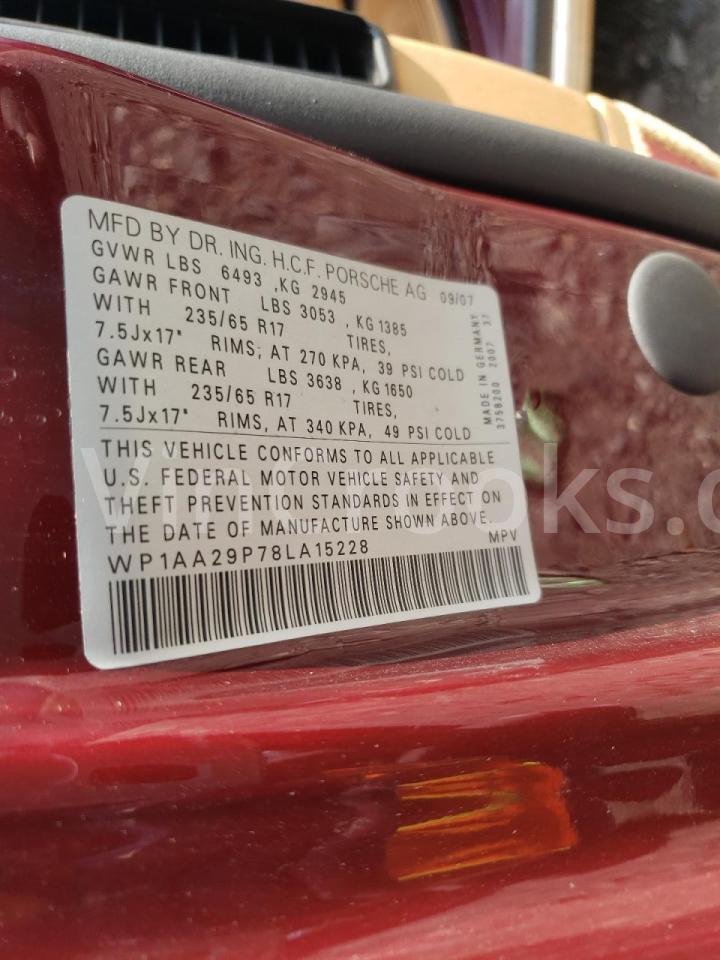 MFD BY DR. ING. H.C.F. PORSCHE AG 09/07
GVWR LBS 6493 ,KG 2945
GAWR FRONT LBS 3053 , KG 1385
WITH 235/65 R17 TIRES,
7.5Jx17" RIMS; AT 270 KPA, 39 PSI COLD
GAWR REAR LBS 3638 , KG 1650
WITH 235/65 R17 TIRES,
7.5Jx17" RIMS, AT 340 KPA, 49 PSI COLD
MADE IN GERMANY
3758200 2007 37
THIS VEHICLE CONFORMS TO ALL APPLICABLE
U.S. FEDERAL MOTOR VEHICLE SAFETY AND
THEFT PREVENTION STANDARDS IN EFFECT ON
THE DATE OF MANUFACTURE SHOWN ABOVE.
WP1AA29P78LA15228 MPV